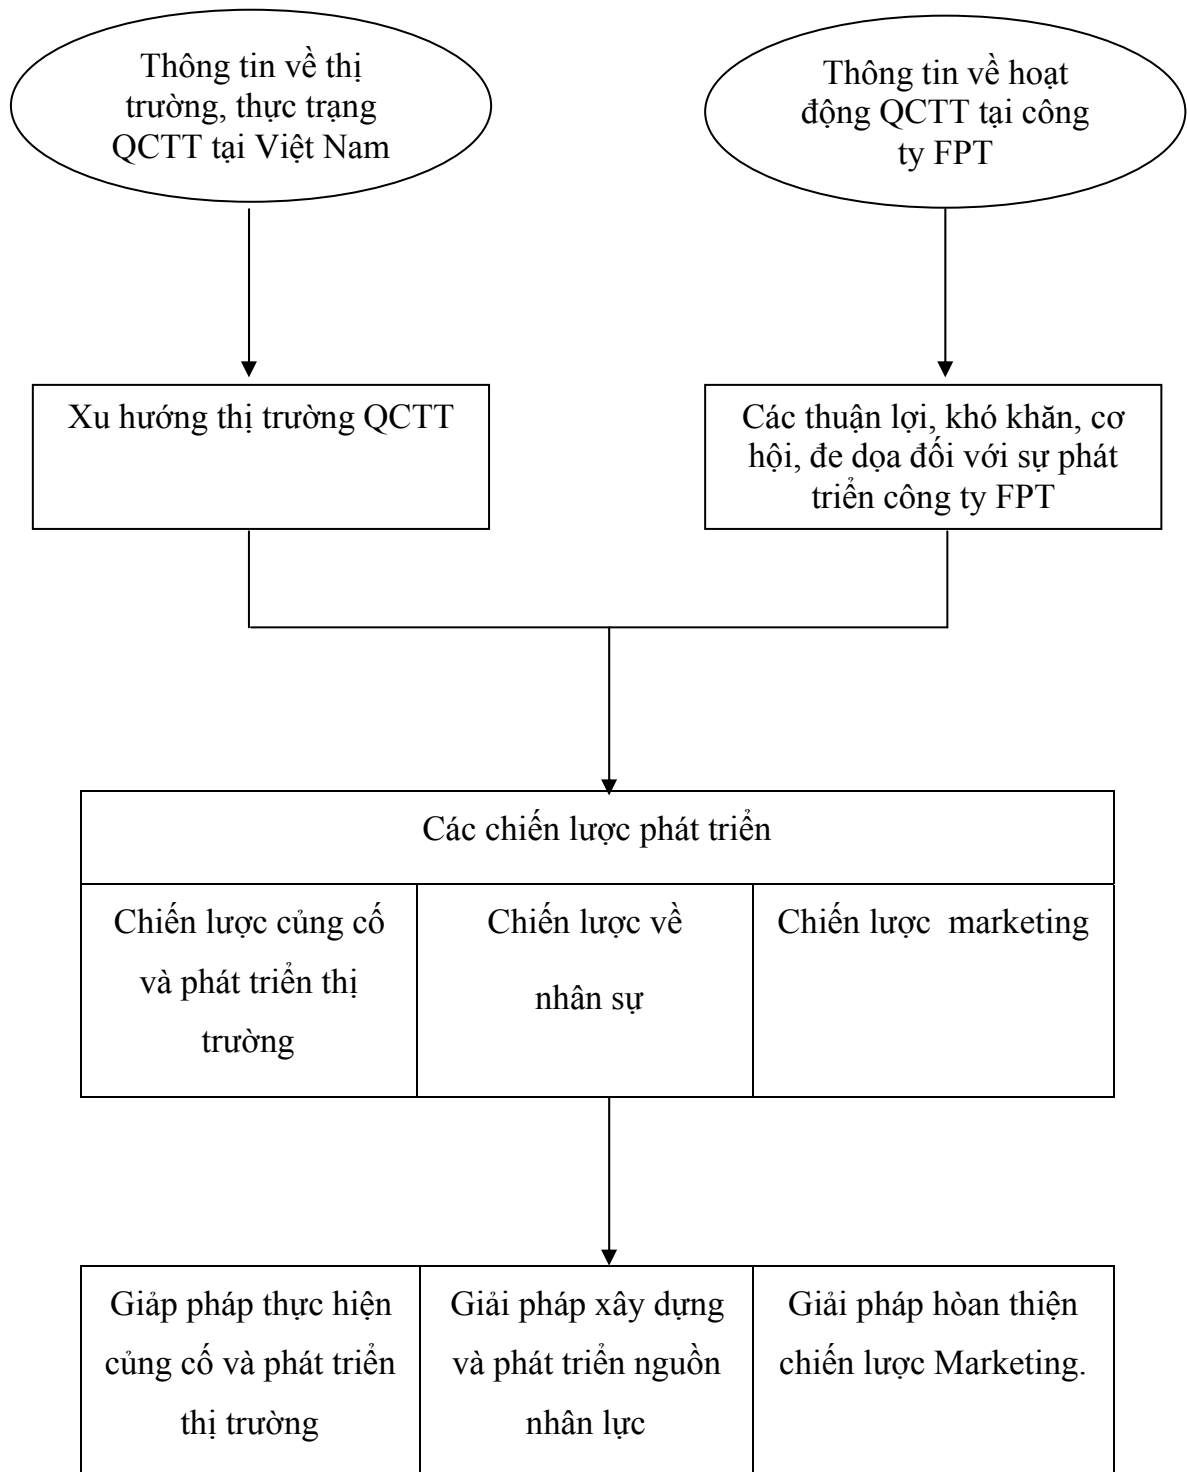 Thông tin về thị
trường, thực trạng
QCTT tại Việt Nam
Thông tin về hoạt
động QCTT tại công
ty FPT
Xu hướng thị trường QCTT
Các thuận lợi, khó khăn, cơ
hội, đe dọa đối với sự phát
triển công ty FPT
Các chiến lược phát triển
Chiến lược củng cố
và phát triển thị
trường
Chiến lược về
nhân sự
Chiến lược marketing
Giảp pháp thực hiện
củng cố và phát triển
thị trường
Giải pháp xây dựng
và phát triển nguồn
nhân lực
Giải pháp hòan thiện
chiến lược Marketing.